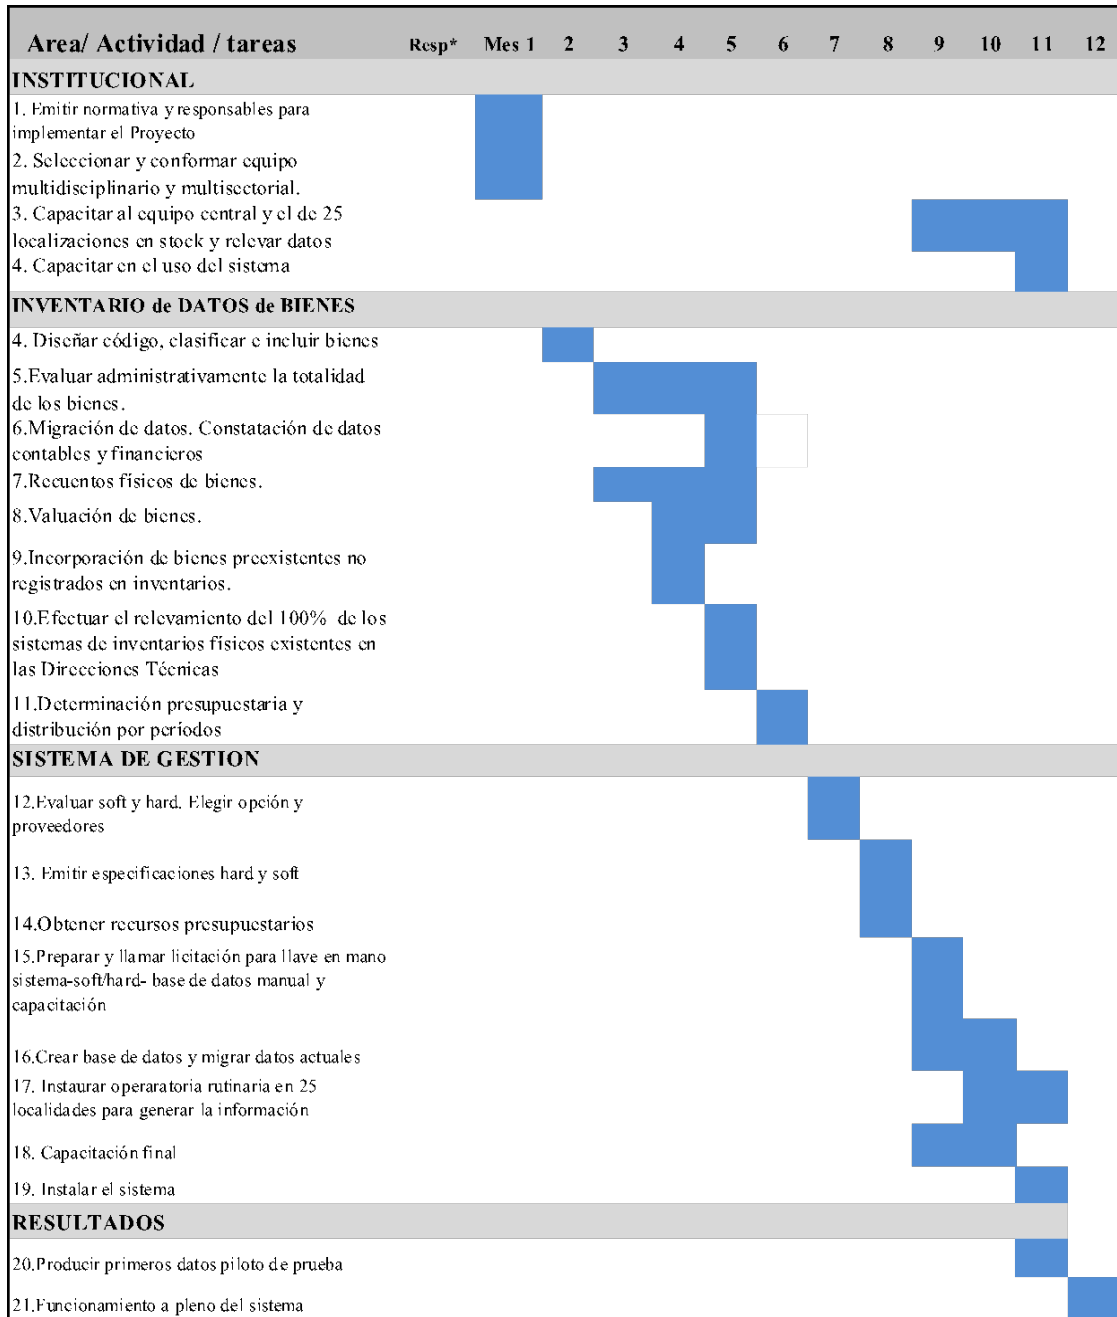 Area/ Actividad / tareas Resp* Mes 1 2 3 4 5 6 7 8 9 10 11 12
INSTITUCIONAL
1. Emitir normativa y responsables para
implementar el Proyecto
2. Seleccionar y conformar equipo
multidisciplinario y multisectorial.
3. Capacitar al equipo central y el de 25
localizaciones en stock y relevar datos
4. Capacitar en el uso del sistema
INVENTARIO de DATOS de BIENES
4. Diseñar código, clasificar e incluir bienes
5.Evaluar administrativamente la totalidad
de los bienes.
6.Migración de datos. Constatación de datos
contables y financieros
7.Recuentos físicos de bienes.
8.Valuación de bienes.
9.Incorporación de bienes preexistentes no
registrados en inventarios.
10.Efectuar el relevamiento del 100% de los
sistemas de inventarios físicos existentes en
las Direcciones Técnicas
11.Determinación presupuestaria y
distribución por períodos
SISTEMA DE GESTION
12.Evaluar soft y hard. Elegir opción y
proveedores
13. Emitir especificaciones hard y soft
14.Obtener recursos presupuestarios
15.Preparar y llamar licitación para llave en mano
sistema-soft/hard- base de datos manual y
capacitación
16.Crear base de datos y migrar datos actuales
17. Instaurar operaratoria rutinaria en 25
localidades para generar la información
18. Capacitación final
19. Instalar el sistema
RESULTADOS
20.Producir primeros datos piloto de prueba
21.Funcionamiento a pleno del sistema